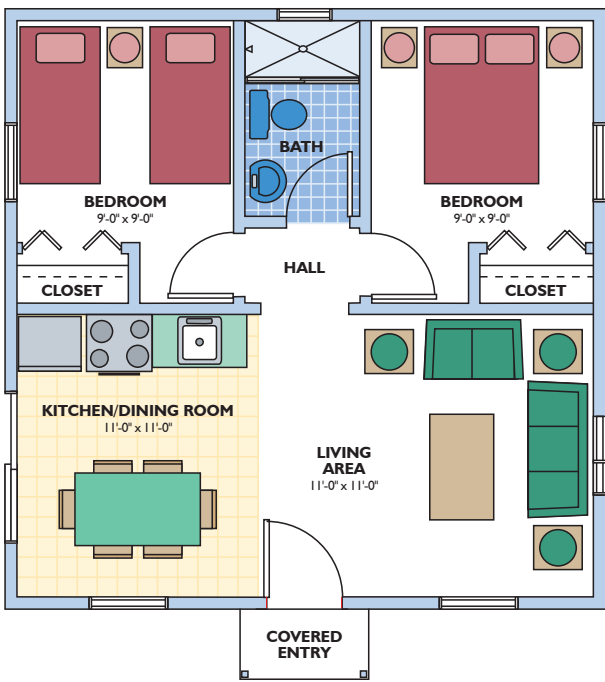 BATH
BEDROOM
9'-0" x 9'-0"
BEDROOM
9'-0" x 9'-0"
HALL
CLOSET
CLOSET
KITCHEN/DINING ROOM
11'-0" x 11'-0"
LIVING
AREA
11'-0" x 11'-0"
COVERED
ENTRY